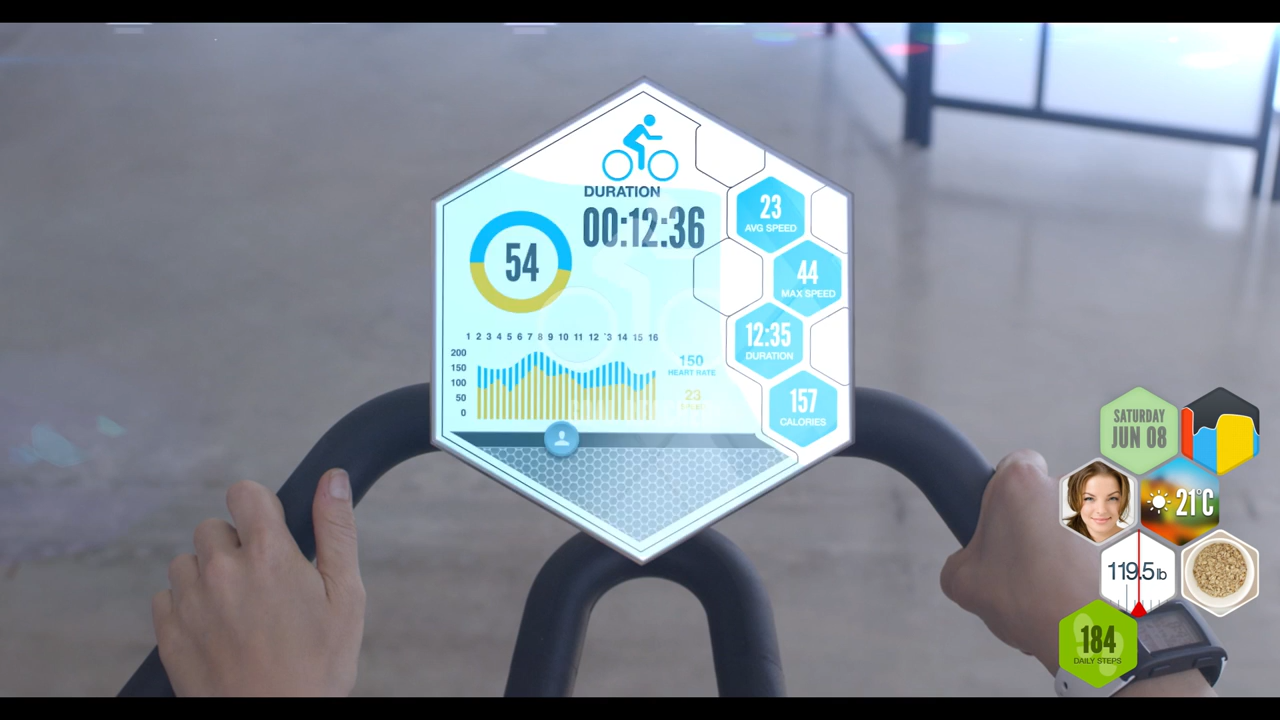 DURATION
00:12:36
54
23
AVG SPEED
44
MAX SPEED
12:35
DURATION
157
CALORIES
1 2 3 4 5 6 7 8 9 10 11 12 13 14 15 16
200
150
100
50
0
150
HEART RATE
23
SATURDAY
JUN 08
21°C
119.5 lb
184
DAILY STEPS